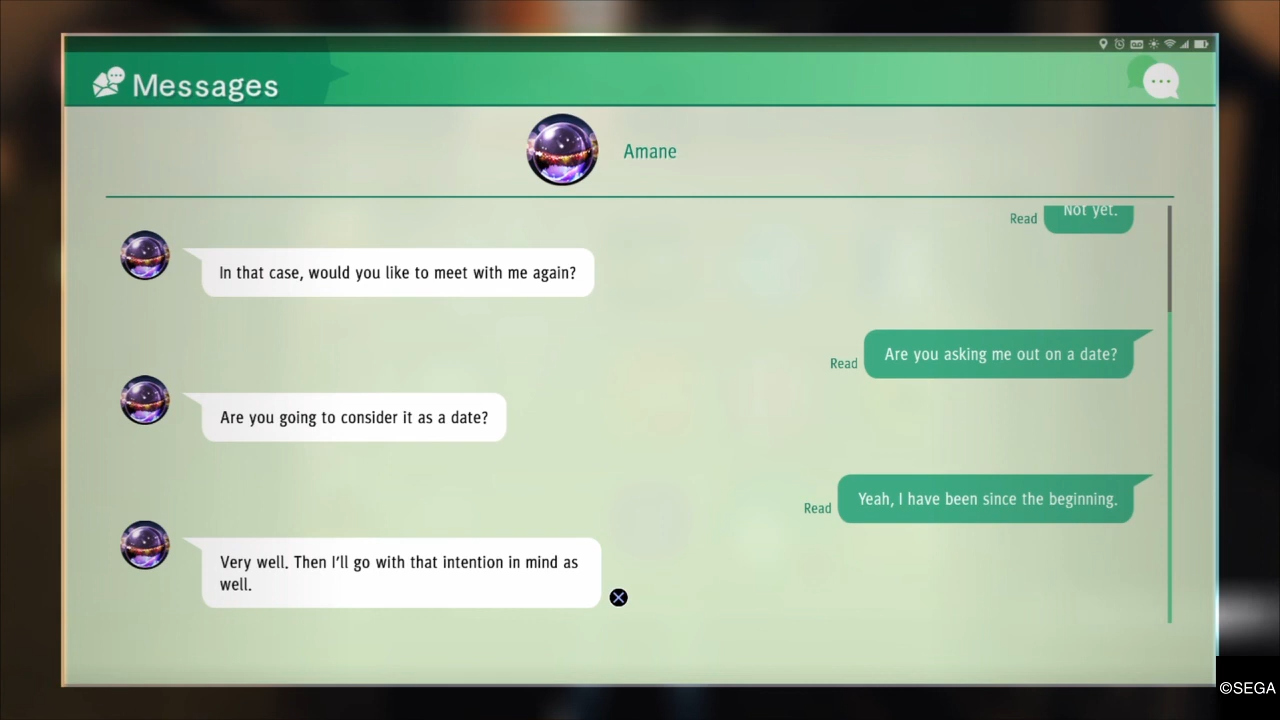 Messages
Amane
Not yet.
Read
In that case, would you like to meet with me again?
Are you asking me out on a date?
Read
Are you going to consider it as a date?
Yeah, I have been since the beginning.
Read
Very well. Then I'll go with that intention in mind as
well.
©SEGA